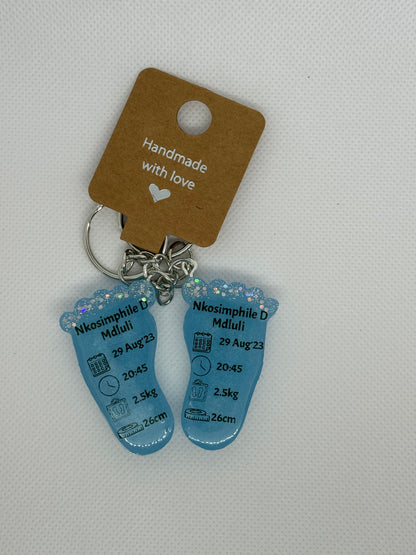 Handmade
with love
Nkosimphile D
Mdluli
29 Aug'23
20:45
2.5kg
26cm
Nkosimphile D
Mdluli
29 Aug'23
20:45
2.5kg
26cm